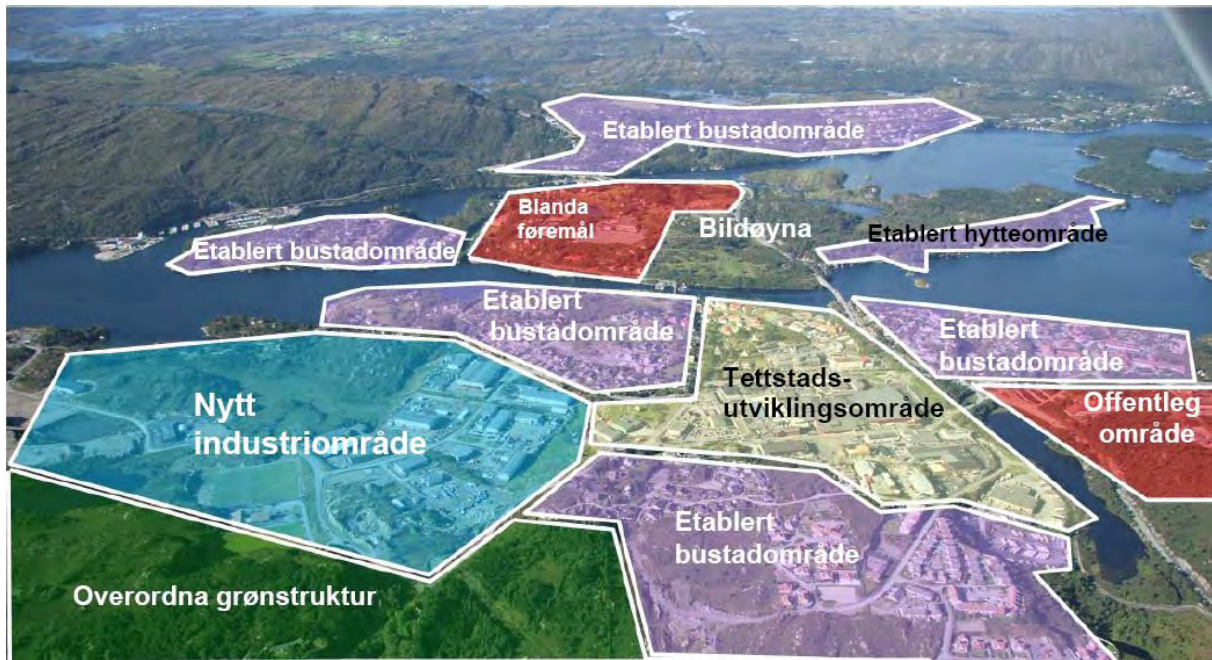 Etablert bustadområde
Blanda
føremål
Bildøyna
Etablert hytteområde
Etablert bustadområde
Etablert
bustadområde
Etablert
bustadområde
Tettstads-
utviklingsområde
Nytt
industriområde
Offentleg
område
Etablert
bustadområde
Overordna grønstruktur